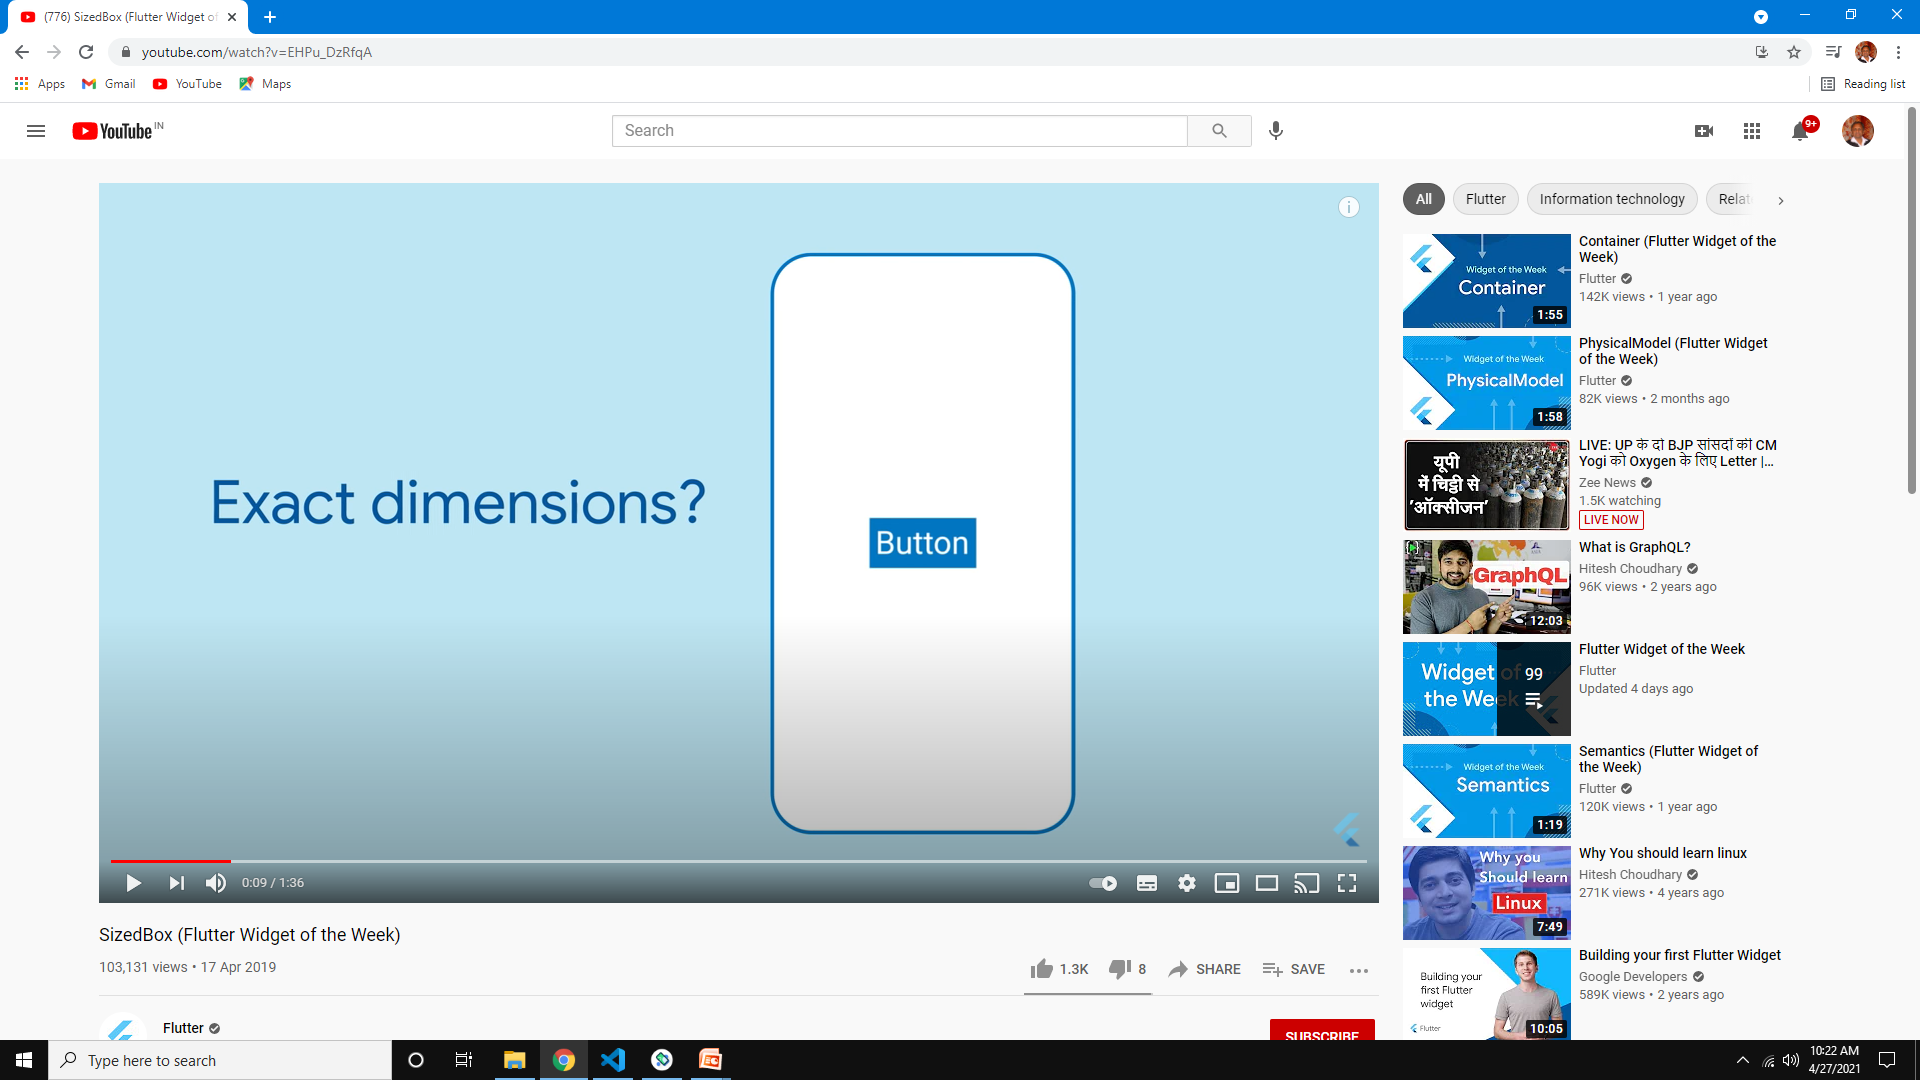 (776) SizedBox (Flutter Widget of
youtube.com/watch?v=EHPu_DzRfqA
Apps
Gmail
YouTube
Maps
Reading list
YouTube IN
Search
9+
Exact dimensions?
Button
0:09 / 1:36
SizedBox (Flutter Widget of the Week)
103,131 views • 17 Apr 2019
1.3K
8
SHARE
SAVE
Flutter
SUBSCRIBE
All
Flutter
Information technology
Relat
Widget of the Week
Container
1:55
Container (Flutter Widget of the
Week)
Flutter
142K views • 1 year ago
Widget of the Week
PhysicalModel
1:58
PhysicalModel (Flutter Widget
of the Week)
Flutter
82K views • 2 months ago
यूपी
में चिट्ठी से
'ऑक्सीजन'
LIVE: UP के दो BJP सांसदों की CM
Yogi को Oxygen के लिए Letter |...
Zee News
1.5K watching
LIVE NOW
GraphQL
12:03
What is GraphQL?
Hitesh Choudhary
96K views • 2 years ago
Widget of
the Week
99
Flutter Widget of the Week
Flutter
Updated 4 days ago
Widget of the Week
Semantics
1:19
Semantics (Flutter Widget of
the Week)
Flutter
120K views • 1 year ago
Why you
Should learn
Linux
7:49
Why You should learn linux
Hitesh Choudhary
271K views • 4 years ago
Building your
first Flutter
widget
Flutter
10:05
Building your first Flutter Widget
Google Developers
589K views • 2 years ago
Type here to search
10:22 AM
4/27/2021